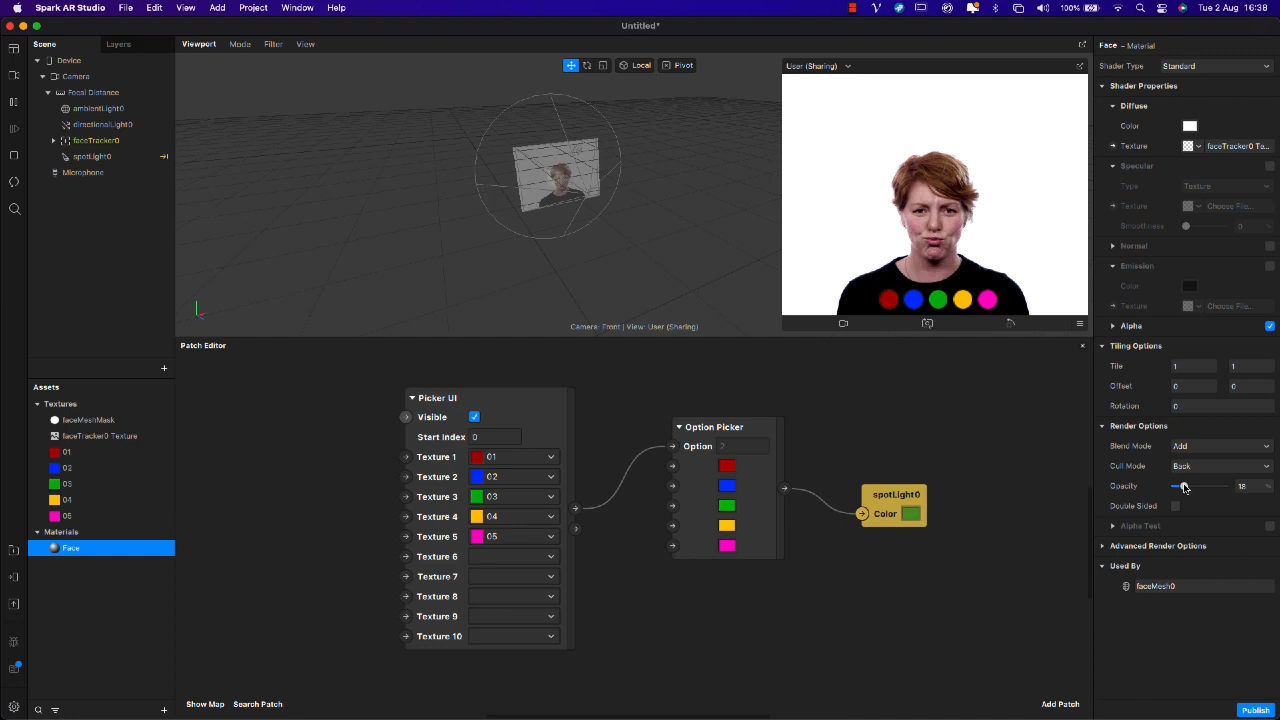 Spark AR Studio File Edit View Add Project Window Help 100% Tue 2 Aug 16:38
Untitled*
Scene Layers
Device
Camera
Focal Distance
ambientLight0
directionalLight0
faceTracker0
spotLight0
Microphone
Assets
Textures
faceMeshMask
faceTracker0 Texture
01
02
03
04
05
Materials
Face
Viewport Mode Filter View
Local Pivot
User (Sharing)
Camera: Front | View: User (Sharing)
Patch Editor
Picker UI
Visible
Start Index 0
Texture 1 01
Texture 2 02
Texture 3 03
Texture 4 04
Texture 5 05
Texture 6
Texture 7
Texture 8
Texture 9
Texture 10
Option Picker
Option 2
spotLight0
Color
Show Map Search Patch Add Patch
Face – Material
Shader Type Standard
Shader Properties
Diffuse
Color
Texture faceTracker0 Te...
Specular
Type Texture
Texture Choose File...
Smoothness 0 %
Normal
Emission
Color
Texture Choose File...
Alpha
Tiling Options
Tile 1 1
Offset 0 0
Rotation 0
Render Options
Blend Mode Add
Cull Mode Back
Opacity 18 %
Double Sided
Alpha Test
Advanced Render Options
Used By
faceMesh0
Publish